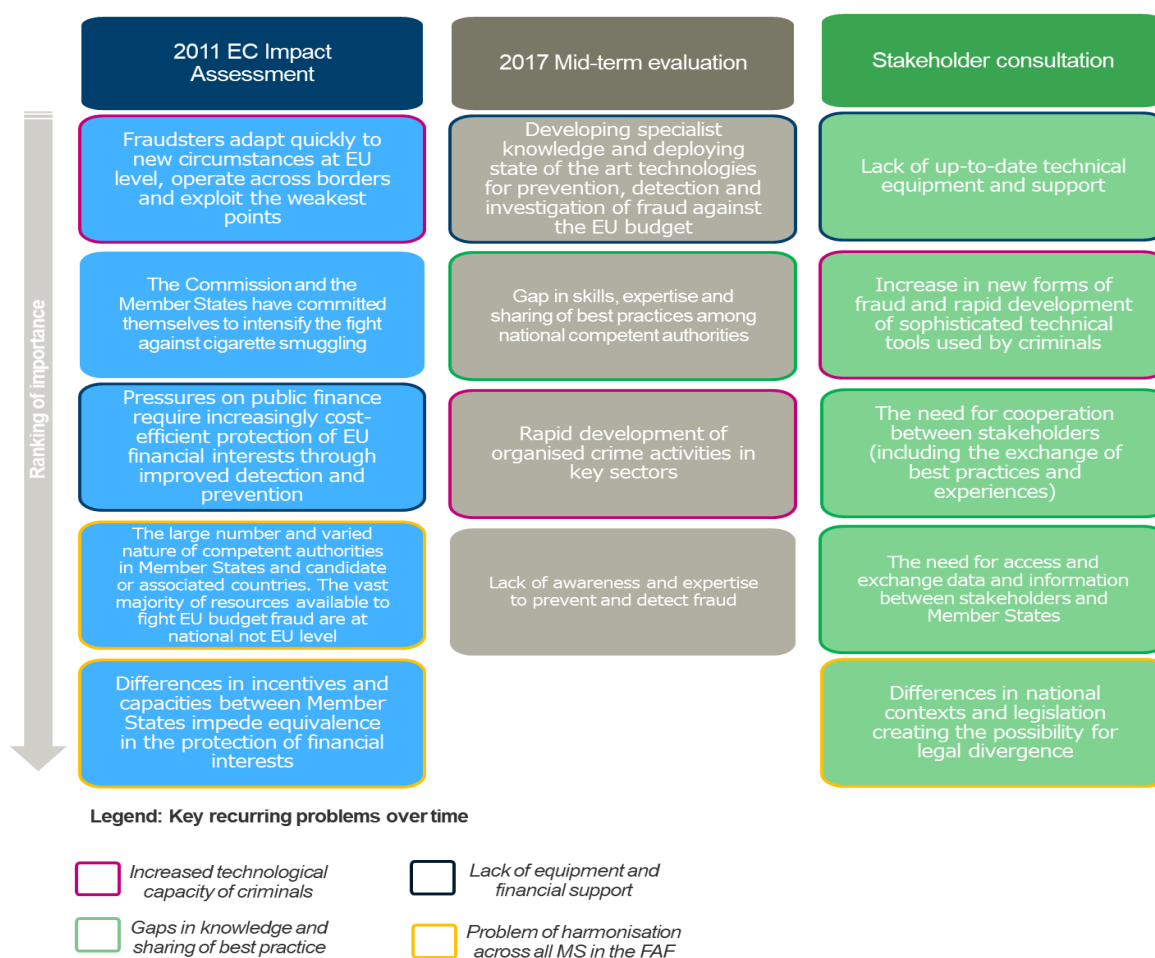 2011 EC Impact
Assessment
2017 Mid-term evaluation
Stakeholder consultation
Ranking of importance
Fraudsters adapt quickly to
new circumstances at EU
level, operate across borders
and exploit the weakest
points
Developing specialist
knowledge and deploying
state of the art technologies
for prevention, detection and
investigation of fraud against
the EU budget
Lack of up-to-date technical
equipment and support
The Commission and the
Member States have committed
themselves to intensify the fight
against cigarette smuggling
Gap in skills, expertise and
sharing of best practices among
national competent authorities
Increase in new forms of
fraud and rapid development
of sophisticated technical
tools used by criminals
Pressures on public finance
require increasingly cost-
efficient protection of EU
financial interests through
improved detection and
prevention
Rapid development of
organised crime activities in
key sectors
The need for cooperation
between stakeholders
(including the exchange of
best practices and
experiences)
The large number and varied
nature of competent authorities
in Member States and candidate
or associated countries. The vast
majority of resources available to
fight EU budget fraud are at
national not EU level
Lack of awareness and expertise
to prevent and detect fraud
The need for access and
exchange data and information
between stakeholders and
Member States
Differences in incentives and
capacities between Member
States impede equivalence
in the protection of financial
interests
Differences in national
contexts and legislation
creating the possibility for
legal divergence
Legend: Key recurring problems over time
Increased technological
capacity of criminals
Lack of equipment and
financial support
Gaps in knowledge and
sharing of best practice
Problem of harmonisation
across all MS in the FAF